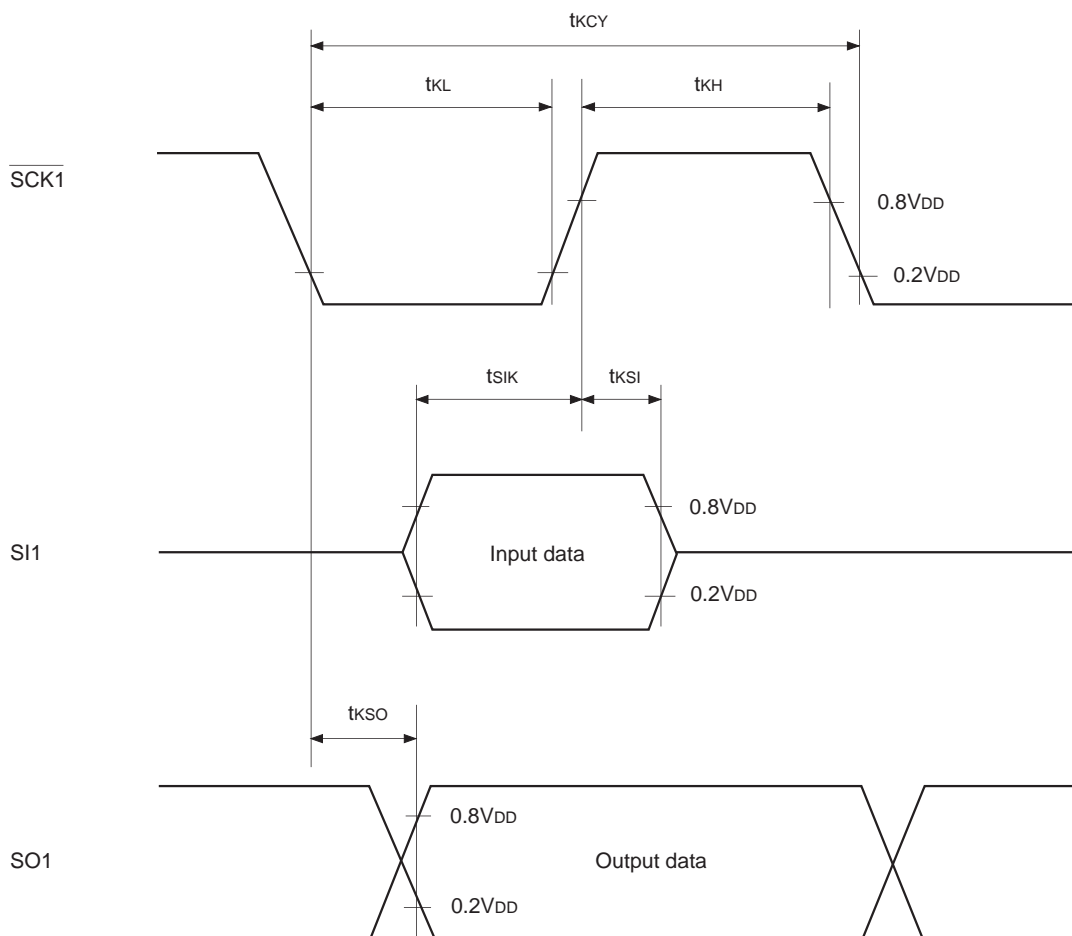 tKCY
tKL
tKH
SCK1
0.8VDD
0.2VDD
tSIK
tKSI
0.8VDD
SI1
Input data
0.2VDD
tKSO
0.8VDD
SO1
Output data
0.2VDD